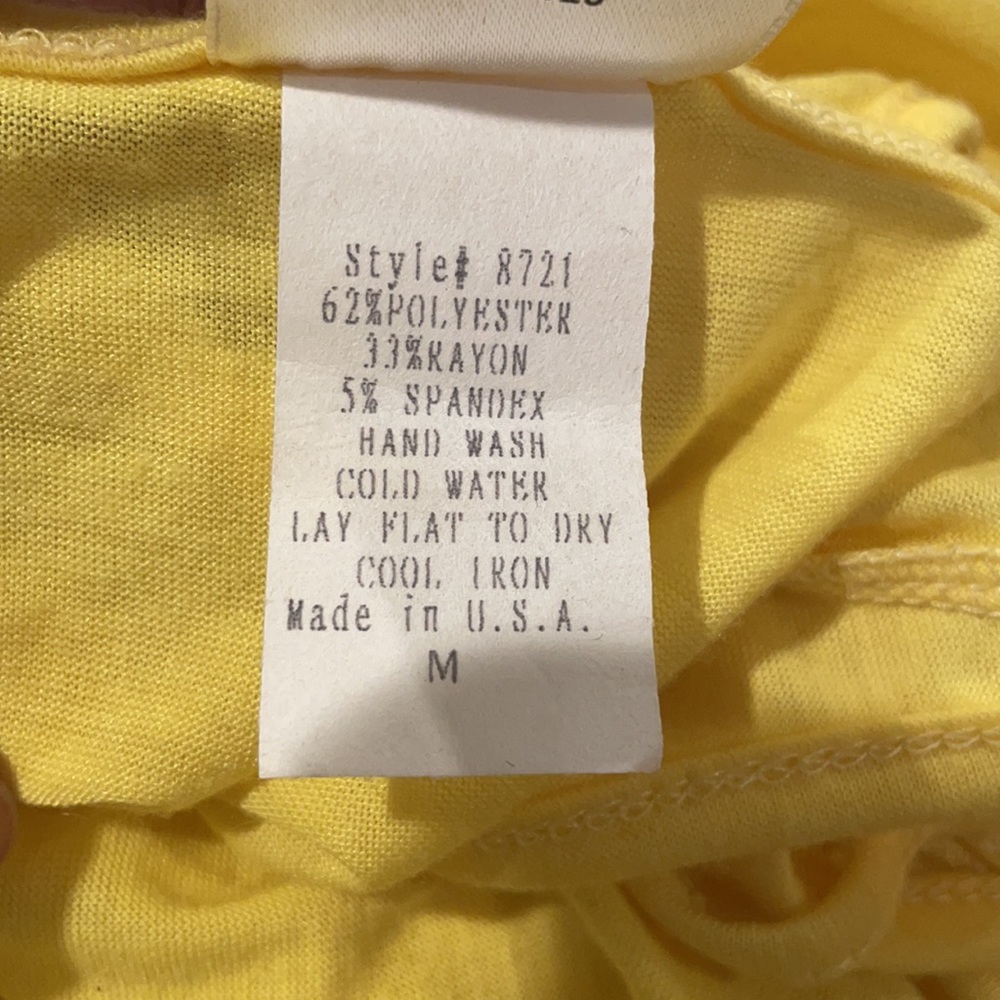 Style# 8721
62%POLYESTER
33%RAYON
5% SPANDEX
HAND WASH
COLD WATER
LAY FLAT TO DRY
COOL IRON
Made in U.S.A.
M